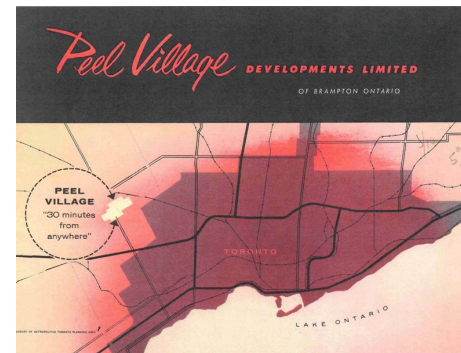 Peel Village DEVELOPMENTS LIMITED
OF BRAMPTON ONTARIO
PEEL
VILLAGE
"30 minutes
from
anywhere"
TORONTO
LAKE ONTARIO